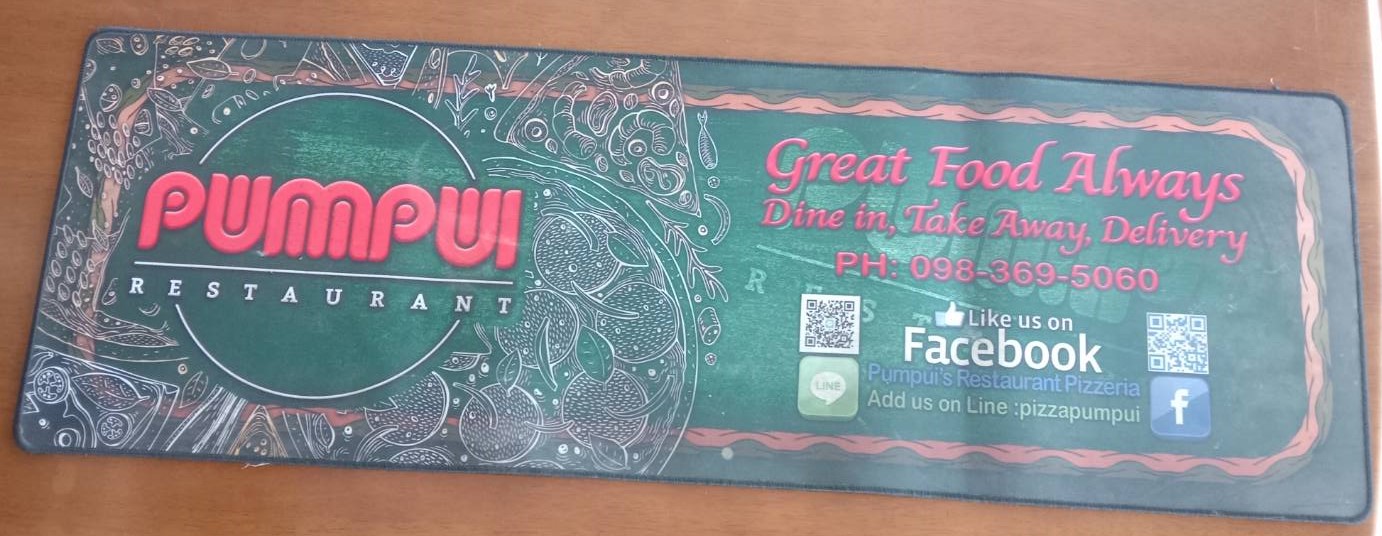 PUMPUI
RESTAURANT
Great Food Always
Dine in, Take Away, Delivery
PH: 098-369-5060
Like us on
Facebook
Pumpui's Restaurant Pizzeria
Add us on Line :pizzapumpui
LINE
f
R E S T